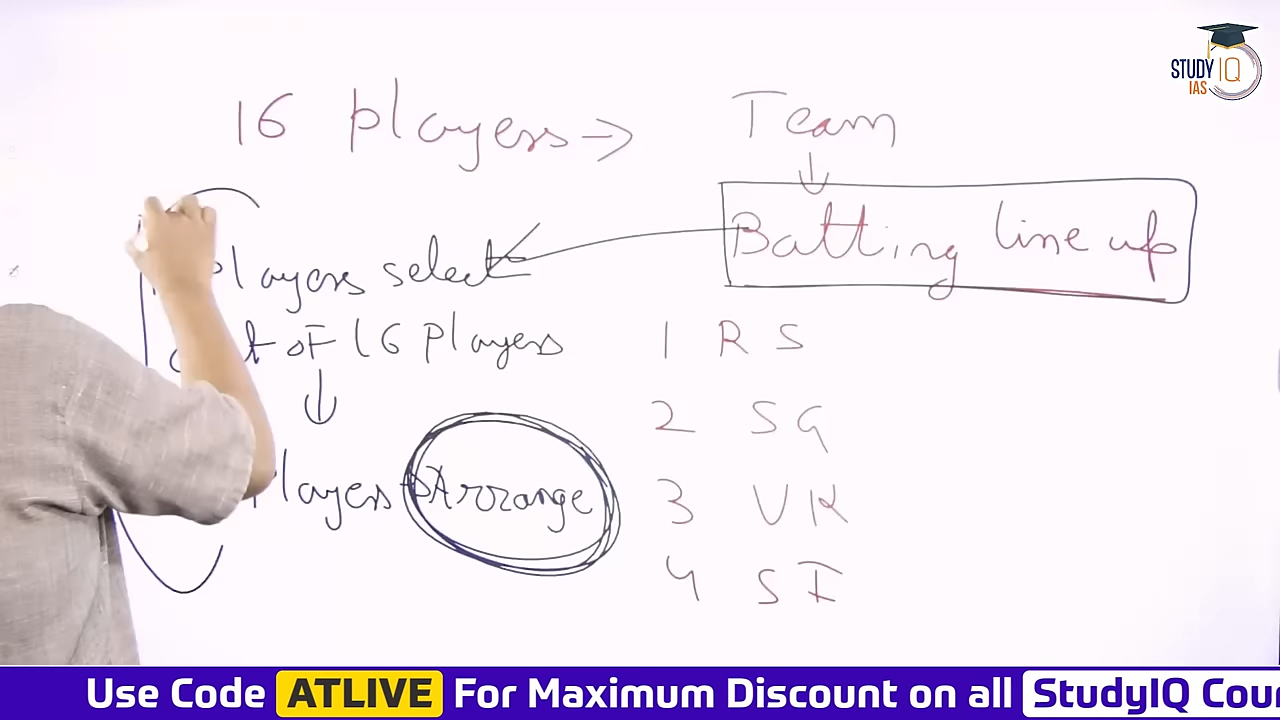 STUDY IQ
IAS
16 Players → Team
↓
Batting line up
Players select
out of 16 Players
↓
Players → Arrange
1 R S
2 S G
3 V K
4 S I
Use Code ATLIVE For Maximum Discount on all StudyIQ Cou